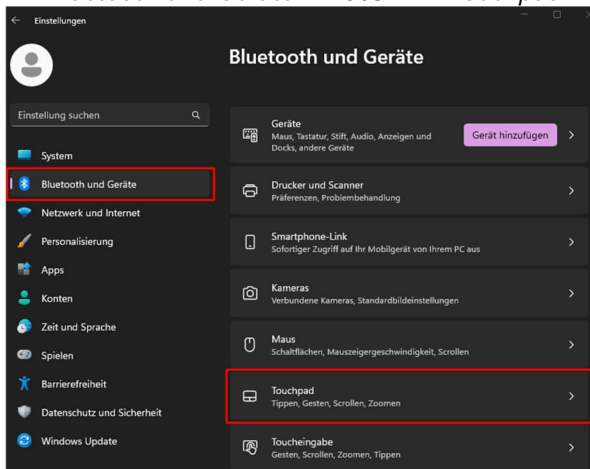 Einstellungen
Bluetooth und Geräte
Einstellung suchen
System
Bluetooth und Geräte
Netzwerk und Internet
Personalisierung
Apps
Konten
Zeit und Sprache
Spielen
Barrierefreiheit
Datenschutz und Sicherheit
Windows Update
Geräte
Maus, Tastatur, Stift, Audio, Anzeigen und
Docks, andere Geräte
Gerät hinzufügen
Drucker und Scanner
Präferenzen, Problembehandlung
Smartphone-Link
Sofortiger Zugriff auf Ihr Mobilgerät von Ihrem PC aus
Kameras
Verbundene Kameras, Standardbildeinstellungen
Maus
Schaltflächen, Mauszeigergeschwindigkeit, Scrollen
Touchpad
Tippen, Gesten, Scrollen, Zoomen
Toucheingabe
Gesten, Scrollen, Zoomen, Tippen